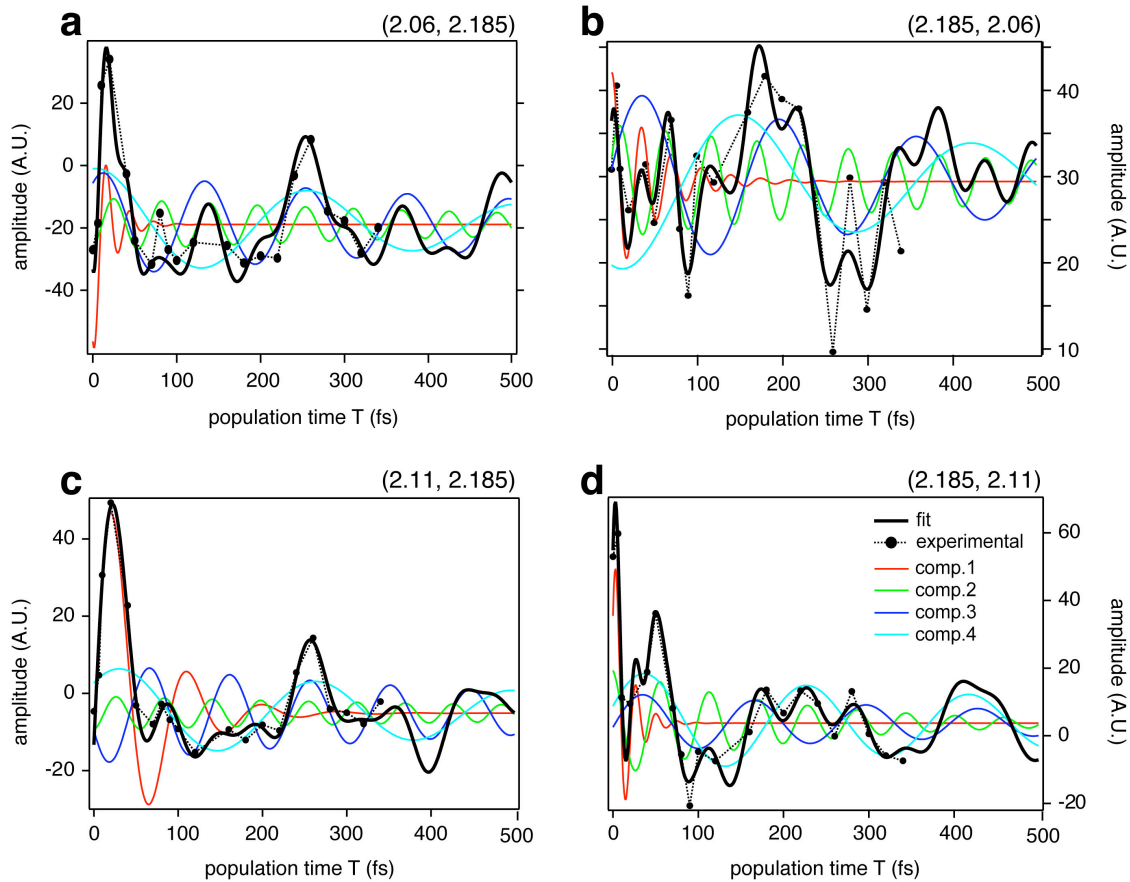 a
(2.06, 2.185)
amplitude (A.U.)
20
0
-20
-40
0
100
200
300
400
500
population time T (fs)
b
(2.185, 2.06)
40
30
20
10
amplitude (A.U.)
0
100
200
300
400
500
population time T (fs)
c
(2.11, 2.185)
amplitude (A.U.)
40
20
0
-20
0
100
200
300
400
500
population time T (fs)
d
(2.185, 2.11)
fit
experimental
comp.1
comp.2
comp.3
comp.4
60
40
20
0
-20
amplitude (A.U.)
0
100
200
300
400
500
population time T (fs)